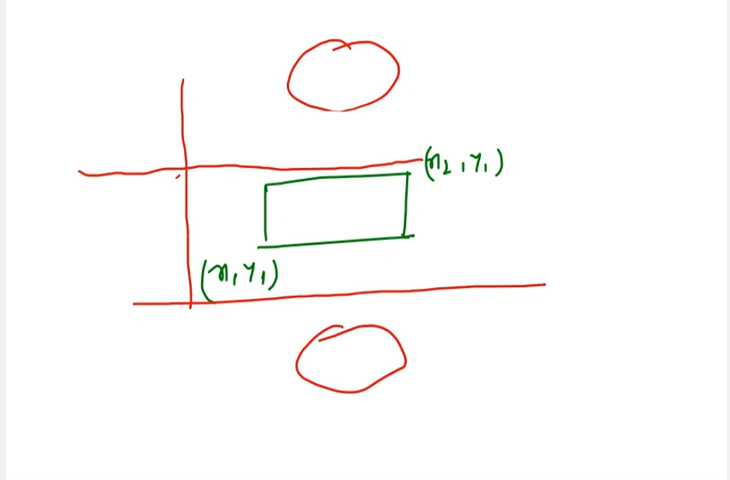 (x2, y1)
(x1, y1)